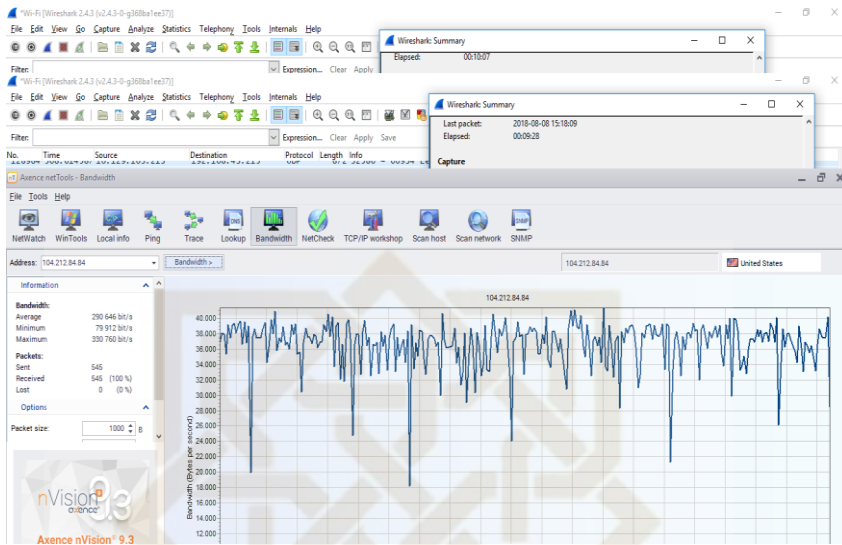 *Wi-Fi [Wireshark 2.4.3 (v2.4.3-0-g368ba1ee37)]
File Edit View Go Capture Analyze Statistics Telephony Tools Internals Help
Filter: Expression... Clear Apply
Wireshark: Summary
Elapsed: 00:10:07
*Wi-Fi [Wireshark 2.4.3 (v2.4.3-0-g368ba1ee37)]
File Edit View Go Capture Analyze Statistics Telephony Tools Internals Help
Filter: Expression... Clear Apply Save
No. Time Source Destination Protocol Length Info
Wireshark: Summary
Last packet: 2018-08-08 15:18:09
Elapsed: 00:09:28
Capture
Axence netTools - Bandwidth
File Tools Help
NetWatch WinTools Local info Ping Trace Lookup Bandwidth NetCheck TCP/IP workshop Scan host Scan network SNMP
DNS
SNMP
Address: 104.212.84.84 Bandwidth > 104.212.84.84 United States
Information
Bandwidth:
Average 290 646 bit/s
Minimum 79 912 bit/s
Maximum 330 760 bit/s
Packets:
Sent 545
Received 545 (100 %)
Lost 0 (0 %)
Options
Packet size: 1000 B
nVision 9.3
axence
Axence nVision® 9.3
104.212.84.84
Bandwidth (Bytes per second)
40.000
38.000
36.000
34.000
32.000
30.000
28.000
26.000
24.000
22.000
20.000
18.000
16.000
14.000
12.000